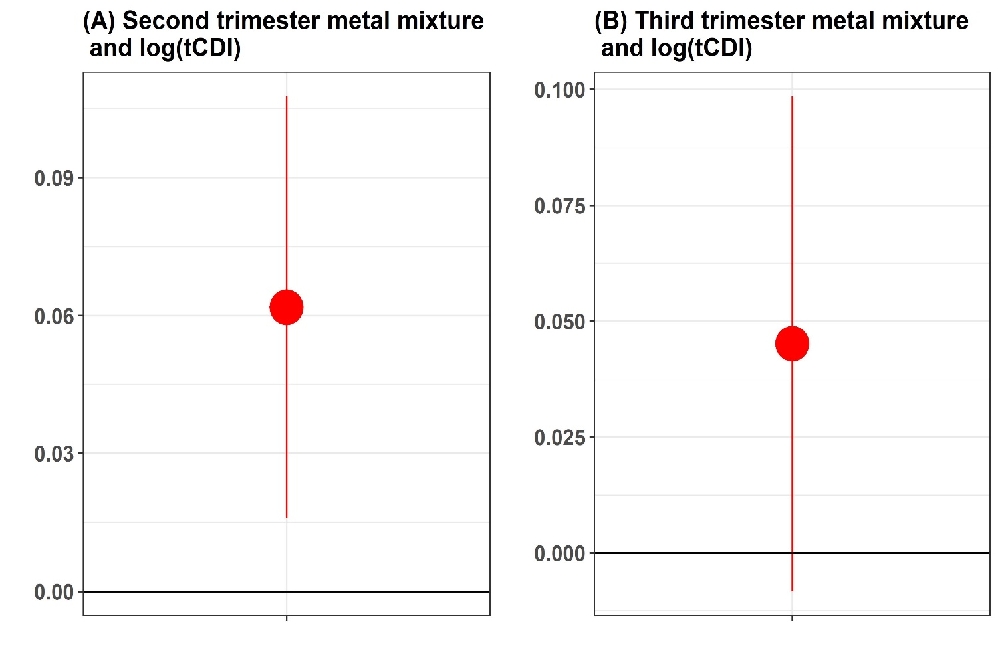 (A) Second trimester metal mixture
and log(tCDI)
0.09
0.06
0.03
0.00
(B) Third trimester metal mixture
and log(tCDI)
0.100
0.075
0.050
0.025
0.000